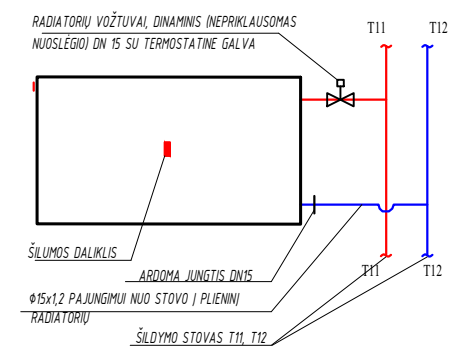 RADIATORIŲ VOŽTUVAI, DINAMINIS (NEPRIKLAUSOMAS
NUOSLĖGIO) DN 15 SU TERMOSTATINE GALVA
T11
T12
ŠILUMOS DALIKLIS
ARDOMA JUNGTIS DN15
T11
T12
Φ15x1,2 PAJUNGIMUI NUO STOVO Į PLIENINĮ
RADIATORIŲ
ŠILDYMO STOVAS T11, T12